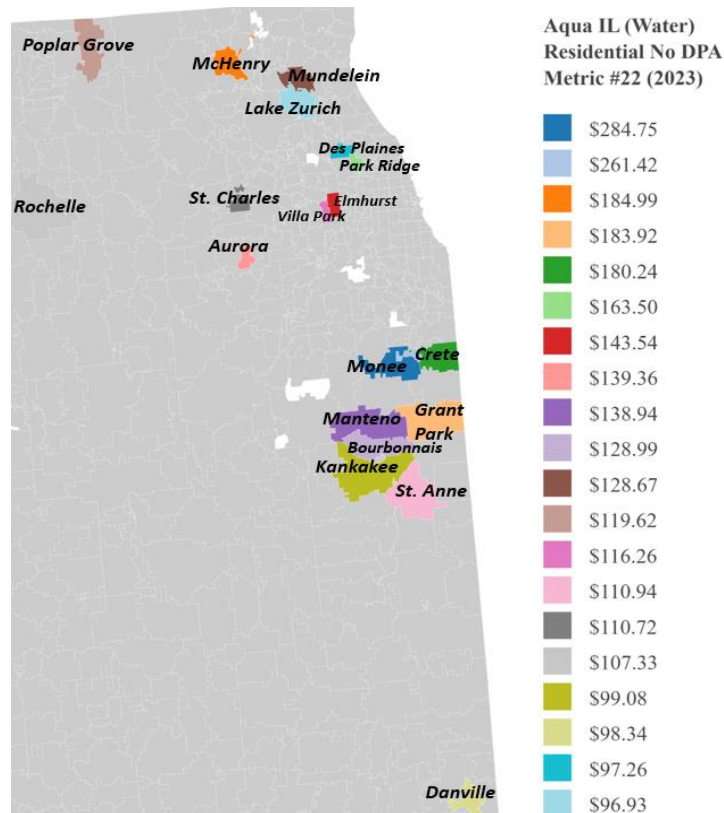 Aqua IL (Water)
Residential No DPA
Metric #22 (2023)
$284.75
$261.42
$184.99
$183.92
$180.24
$163.50
$143.54
$139.36
$138.94
$128.99
$128.67
$119.62
$116.26
$110.94
$110.72
$107.33
$99.08
$98.34
$97.26
$96.93
Poplar Grove
McHenry
Mundelein
Lake Zurich
Des Plaines
Park Ridge
Rochelle
St. Charles
Elmhurst
Villa Park
Aurora
Crete
Monee
Grant
Manteno
Park
Bourbonnais
Kankakee
St. Anne
Danville